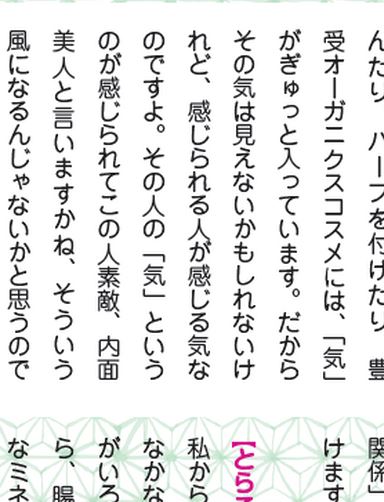 んたり　ハーブを付けたり　豊
受オーガニクスコスメには、「気」
がぎゅっと入っています。だから
その気は見えないかもしれないけ
れど、感じられる人が感じる気な
のですよ。その人の「気」という
のが感じられてこの人素敵、内面
美人と言いますかね、そういう
風になるんじゃないかと思うので
関係
けます
【とら
私から
なかな
がいろ
ら、腸
なミネ